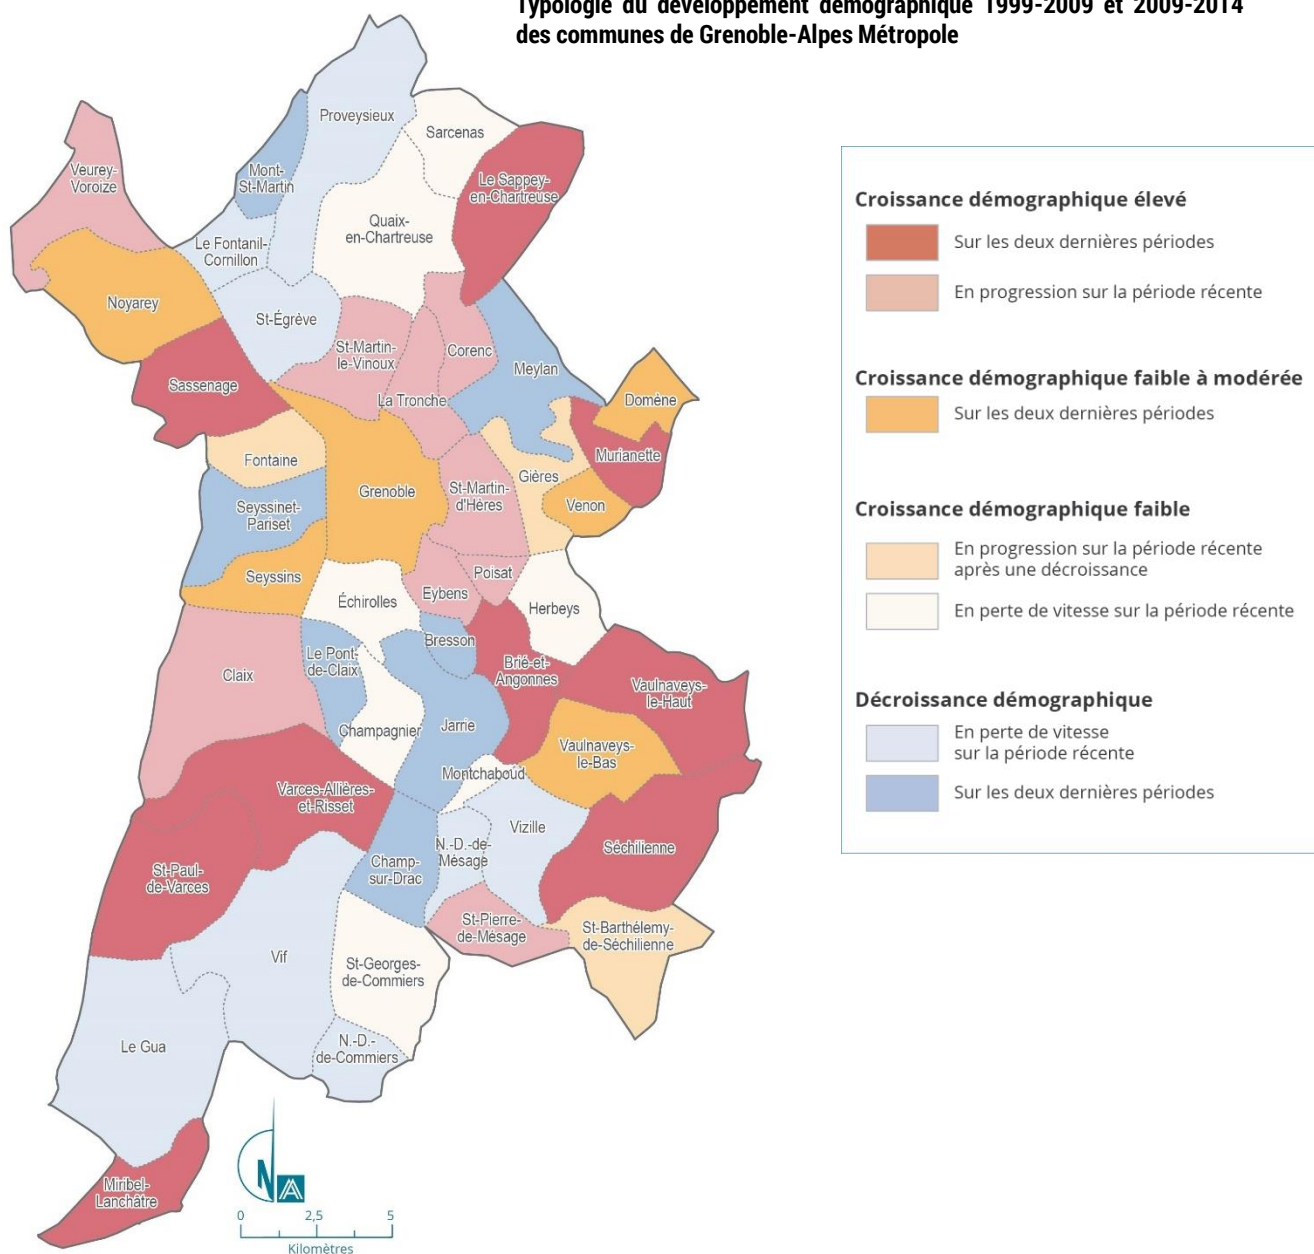 Typologie du développement démographique 1999-2009 et 2009-2014
des communes de Grenoble-Alpes Métropole
Proveysieux
Sarcenas
Mont-
St-Martin
Veurey-
Voroize
Le Sappey-
en-Chartreuse
Quaix-
en-Chartreuse
Le Fontanil-
Cornillon
Noyarey
St-Égrève
St-Martin-
le-Vinoux
Corenc
Meylan
Sassenage
La Tronche
Domène
Murianette
Fontaine
Gières
Grenoble
St-Martin-
d'Hères
Venon
Seyssinet-
Pariset
Seyssins
Poisat
Eybens
Échirolles
Herbeys
Bresson
Le Pont-
de-Claix
Brié-et-
Angonnes
Claix
Vaulnaveys-
le-Haut
Champagnier
Jarrie
Vaulnaveys-
le-Bas
Montchaboud
Varces-Allières-
et-Risset
Vizille
N.-D.-de-
Mésage
Séchilienne
Champ-
sur-Drac
St-Paul-
de-Varces
St-Pierre-
de-Mésage
St-Barthélemy-
de-Séchilienne
Vif
St-Georges-
de-Commiers
Le Gua
N.-D.-
de-Commiers
Miribel-
Lanchâtre
N
0 2,5 5
Kilomètres
Croissance démographique élevé
Sur les deux dernières périodes
En progression sur la période récente
Croissance démographique faible à modérée
Sur les deux dernières périodes
Croissance démographique faible
En progression sur la période récente
après une décroissance
En perte de vitesse sur la période récente
Décroissance démographique
En perte de vitesse
sur la période récente
Sur les deux dernières périodes